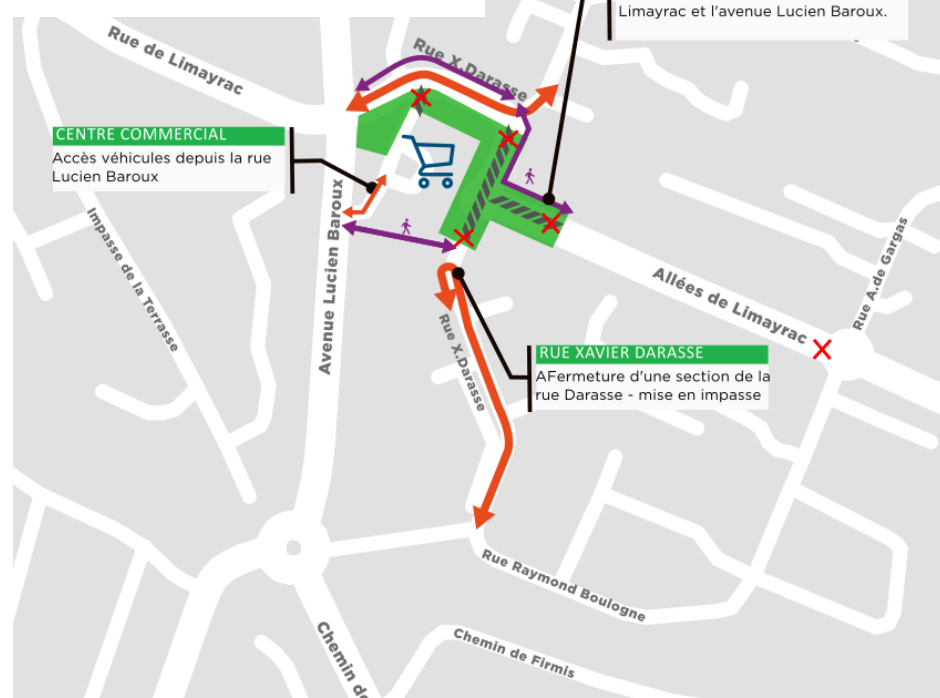 Limayrac et l'avenue Lucien Baroux.
Rue de Limayrac
Rue X.Darasse
CENTRE COMMERCIAL
Accès véhicules depuis la rue
Lucien Baroux
Impasse de la Terrasse
Avenue Lucien Baroux
Allées de Limayrac
Rue A.de Gargas
Rue X.Darasse
RUE XAVIER DARASSE
AFermeture d'une section de la
rue Darasse - mise en impasse
Rue Raymond Boulogne
Chemin de Firmis
Chemin de